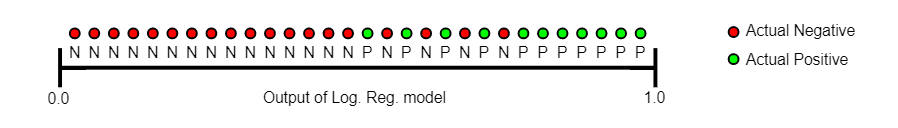 Actual Negative
N N N N N N N N N N N N N N N P N P N P N P N P P P P P P P
Actual Positive
0.0 Output of Log. Reg. model 1.0